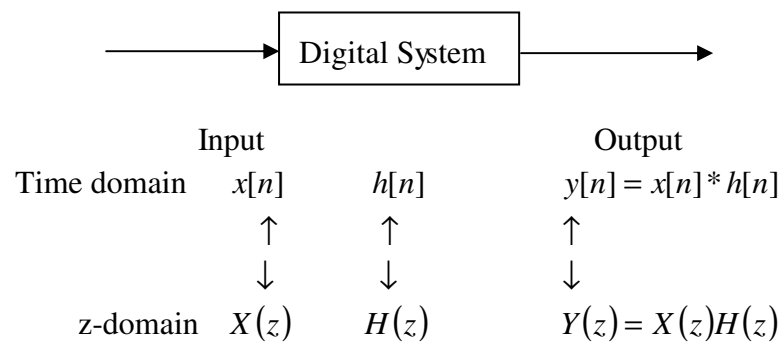 Digital System
Input Output
Time domain x[n] h[n] y[n] = x[n] * h[n]
↑ ↑ ↑
↓ ↓ ↓
z-domain X(z) H(z) Y(z) = X(z)H(z)